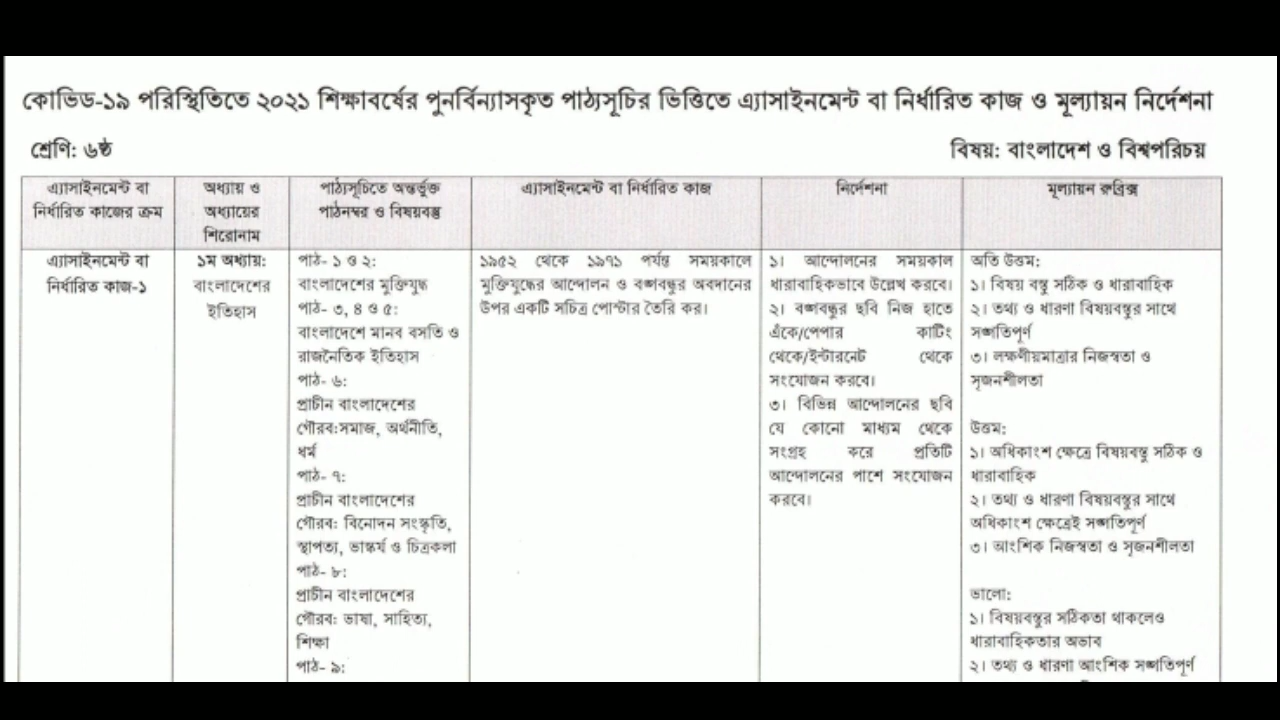 কোভিড-১৯ পরিস্থিতিতে ২০২১ শিক্ষাবর্ষের পুনর্বিন্যাসকৃত পাঠ্যসূচির ভিত্তিতে এ্যাসাইনমেন্ট বা নির্ধারিত কাজ ও মূল্যায়ন নির্দেশনা
শ্রেণি: ৬ষ্ঠ
বিষয়: বাংলাদেশ ও বিশ্বপরিচয়
এ্যাসাইনমেন্ট বা
নির্ধারিত কাজের ক্রম
অধ্যায় ও
অধ্যায়ের
শিরোনাম
পাঠ্যসূচিতে অন্তর্ভুক্ত
পাঠনম্বর ও বিষয়বস্তু
এ্যাসাইনমেন্ট বা নির্ধারিত কাজ
নির্দেশনা
মূল্যায়ন রুব্রিক্স
এ্যাসাইনমেন্ট বা
নির্ধারিত কাজ-১
১ম অধ্যায়:
বাংলাদেশের
ইতিহাস
পাঠ- ১ ও ২:
বাংলাদেশের মুক্তিযুদ্ধ
পাঠ- ৩, ৪ ও ৫:
বাংলাদেশে মানব বসতি ও
রাজনৈতিক ইতিহাস
পাঠ- ৬:
প্রাচীন বাংলাদেশের
গৌরব:সমাজ, অর্থনীতি,
ধর্ম
পাঠ- ৭:
প্রাচীন বাংলাদেশের
গৌরব: বিনোদন সংস্কৃতি,
স্থাপত্য, ভাস্কর্য ও চিত্রকলা
পাঠ- ৮:
প্রাচীন বাংলাদেশের
গৌরব: ভাষা, সাহিত্য,
শিক্ষা
পাঠ- ৯:
১৯৫২ থেকে ১৯৭১ পর্যন্ত সময়কালে
মুক্তিযুদ্ধের আন্দোলন ও বঙ্গবন্ধুর অবদানের
উপর একটি সচিত্র পোস্টার তৈরি কর।
১। আন্দোলনের সময়কাল
ধারাবাহিকভাবে উল্লেখ করবে।
২। বঙ্গবন্ধুর ছবি নিজ হাতে
এঁকে/পেপার কাটিং
থেকে/ইন্টারনেট থেকে
সংযোজন করবে।
৩। বিভিন্ন আন্দোলনের ছবি
যে কোনো মাধ্যম থেকে
সংগ্রহ করে প্রতিটি
আন্দোলনের পাশে সংযোজন
করবে।
অতি উত্তম:
১। বিষয় বস্তু সঠিক ও ধারাবাহিক
২। তথ্য ও ধারণা বিষয়বস্তুর সাথে
সঙ্গতিপূর্ণ
৩। লক্ষণীয়মাত্রার নিজস্বতা ও
সৃজনশীলতা
উত্তম:
১। অধিকাংশ ক্ষেত্রে বিষয়বস্তু সঠিক ও
ধারাবাহিক
২। তথ্য ও ধারণা বিষয়বস্তুর সাথে
অধিকাংশ ক্ষেত্রেই সঙ্গতিপূর্ণ
৩। আংশিক নিজস্বতা ও সৃজনশীলতা
ভালো:
১। বিষয়বস্তুর সঠিকতা থাকলেও
ধারাবাহিকতার অভাব
২। তথ্য ও ধারণা আংশিক সঙ্গতিপূর্ণ